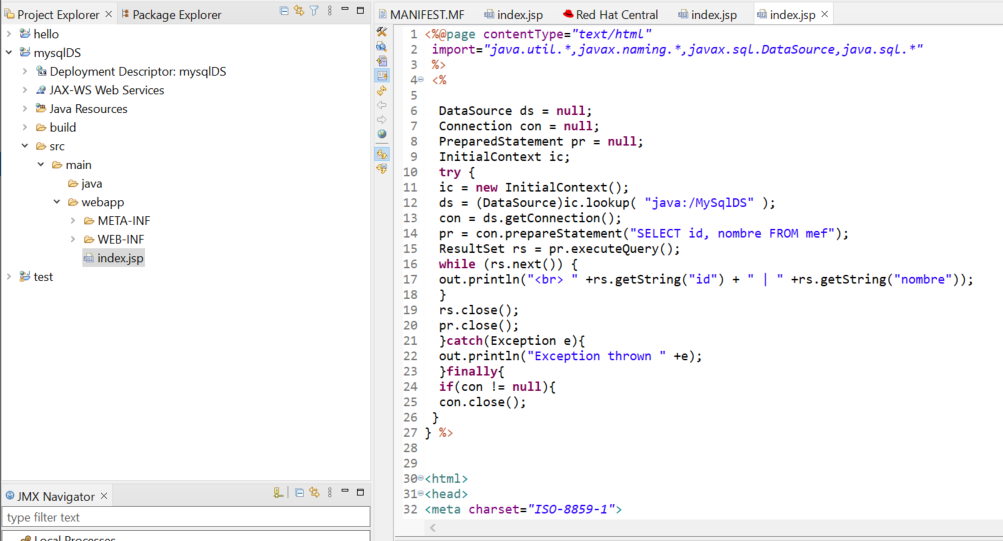 Project Explorer
Package Explorer
hello
mysqlDS
Deployment Descriptor: mysqlDS
JAX-WS Web Services
Java Resources
build
src
main
java
webapp
META-INF
WEB-INF
index.jsp
test
JMX Navigator
type filter text
Local Processes
MANIFEST.MF
index.jsp
Red Hat Central
index.jsp
index.jsp
1 <%@page contentType="text/html"
2 import="java.util.*,javax.naming.*,javax.sql.DataSource,java.sql.*"
3 %>
4 <%
5
6 DataSource ds = null;
7 Connection con = null;
8 PreparedStatement pr = null;
9 InitialContext ic;
10 try {
11 ic = new InitialContext();
12 ds = (DataSource)ic.lookup( "java:/MySqlDS" );
13 con = ds.getConnection();
14 pr = con.prepareStatement("SELECT id, nombre FROM mef");
15 ResultSet rs = pr.executeQuery();
16 while (rs.next()) {
17 out.println("<br> " +rs.getString("id") + " | " +rs.getString("nombre"));
18 }
19 rs.close();
20 pr.close();
21 }catch(Exception e){
22 out.println("Exception thrown " +e);
23 }finally{
24 if(con != null){
25 con.close();
26 }
27 } %>
28
29
30 <html>
31 <head>
32 <meta charset="ISO-8859-1">